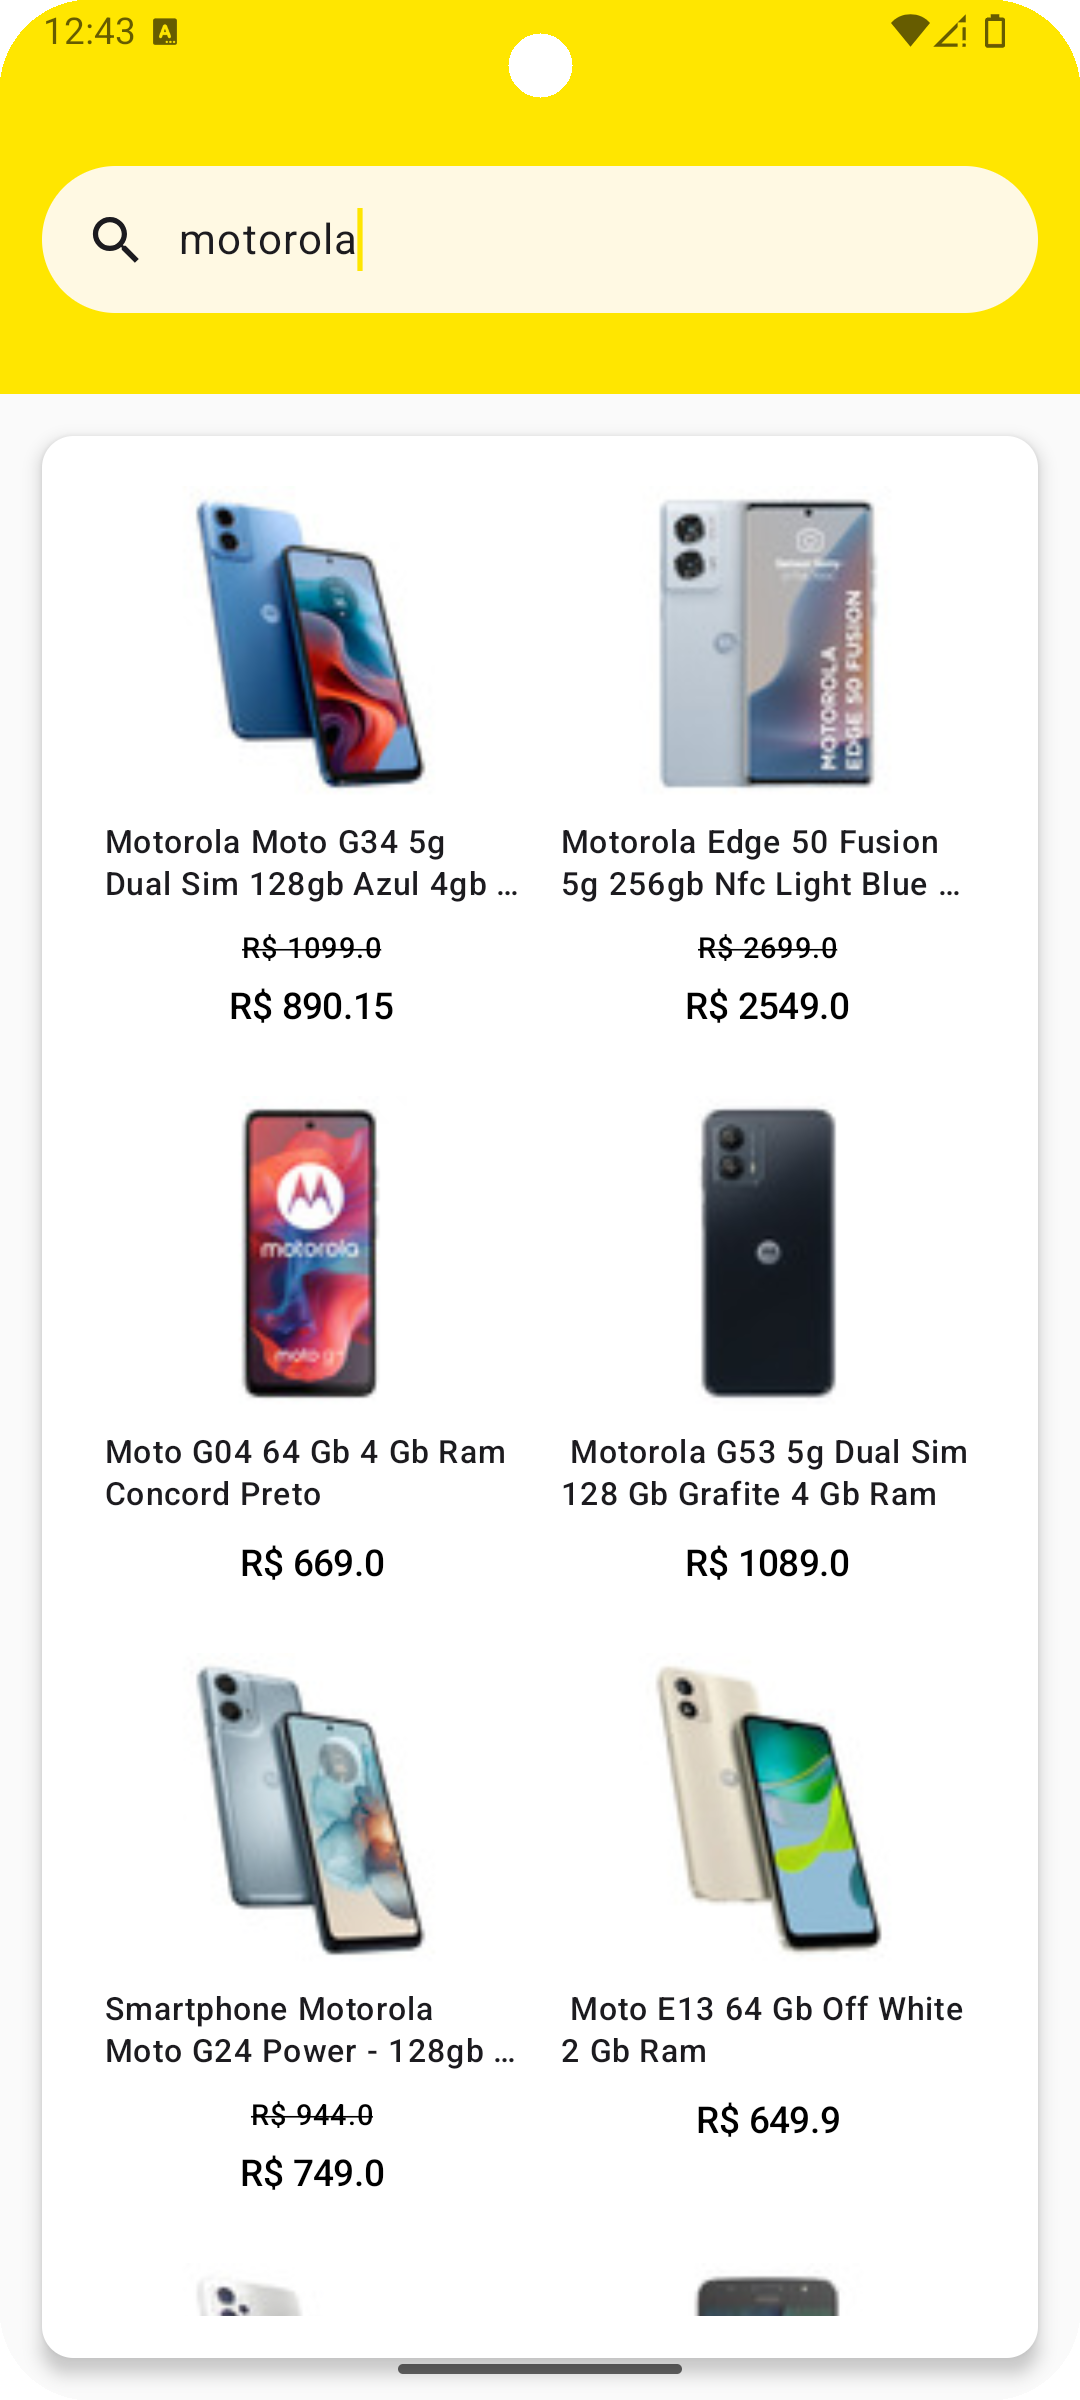 12:43
motorola
MOTOROLA
EDGE 50 FUSION
Motorola Moto G34 5g
Dual Sim 128gb Azul 4gb ...
R$ 1099.0
R$ 890.15
Motorola Edge 50 Fusion
5g 256gb Nfc Light Blue ...
R$ 2699.0
R$ 2549.0
motorola
Moto G04 64 Gb 4 Gb Ram
Concord Preto
R$ 669.0
Motorola G53 5g Dual Sim
128 Gb Grafite 4 Gb Ram
R$ 1089.0
Smartphone Motorola
Moto G24 Power - 128gb ...
R$ 944.0
R$ 749.0
Moto E13 64 Gb Off White
2 Gb Ram
R$ 649.9